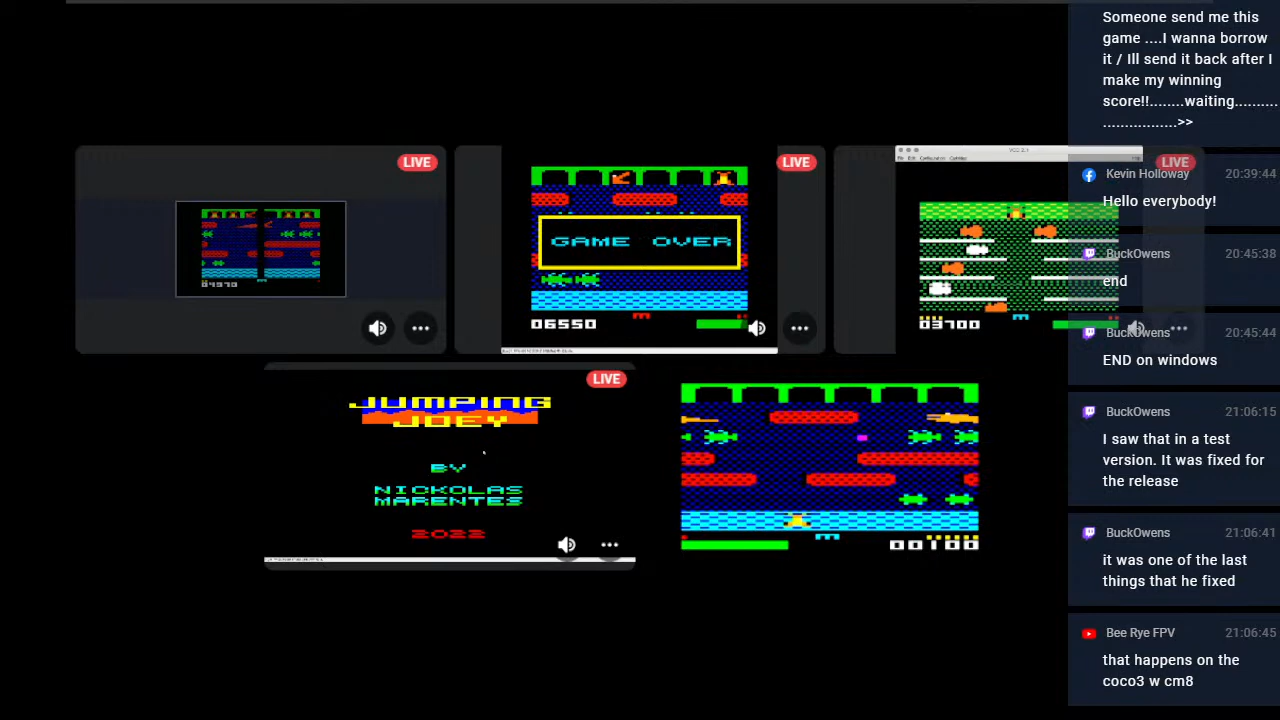 Someone send me this
game ....I wanna borrow
it / Ill send it back after I
make my winning
score!!........waiting..........
..................>>
LIVE
LIVE
LIVE
GAME OVER
06550
03700
Kevin Holloway 20:39:44
Hello everybody!
BuckOwens 20:45:38
end
BuckOwens 20:45:44
END on windows
LIVE
JUMPING
JOEY
BY
NICKOLAS
MARENTES
2022
00100
BuckOwens 21:06:15
I saw that in a test
version. It was fixed for
the release
BuckOwens 21:06:41
it was one of the last
things that he fixed
Bee Rye FPV 21:06:45
that happens on the
coco3 w cm8